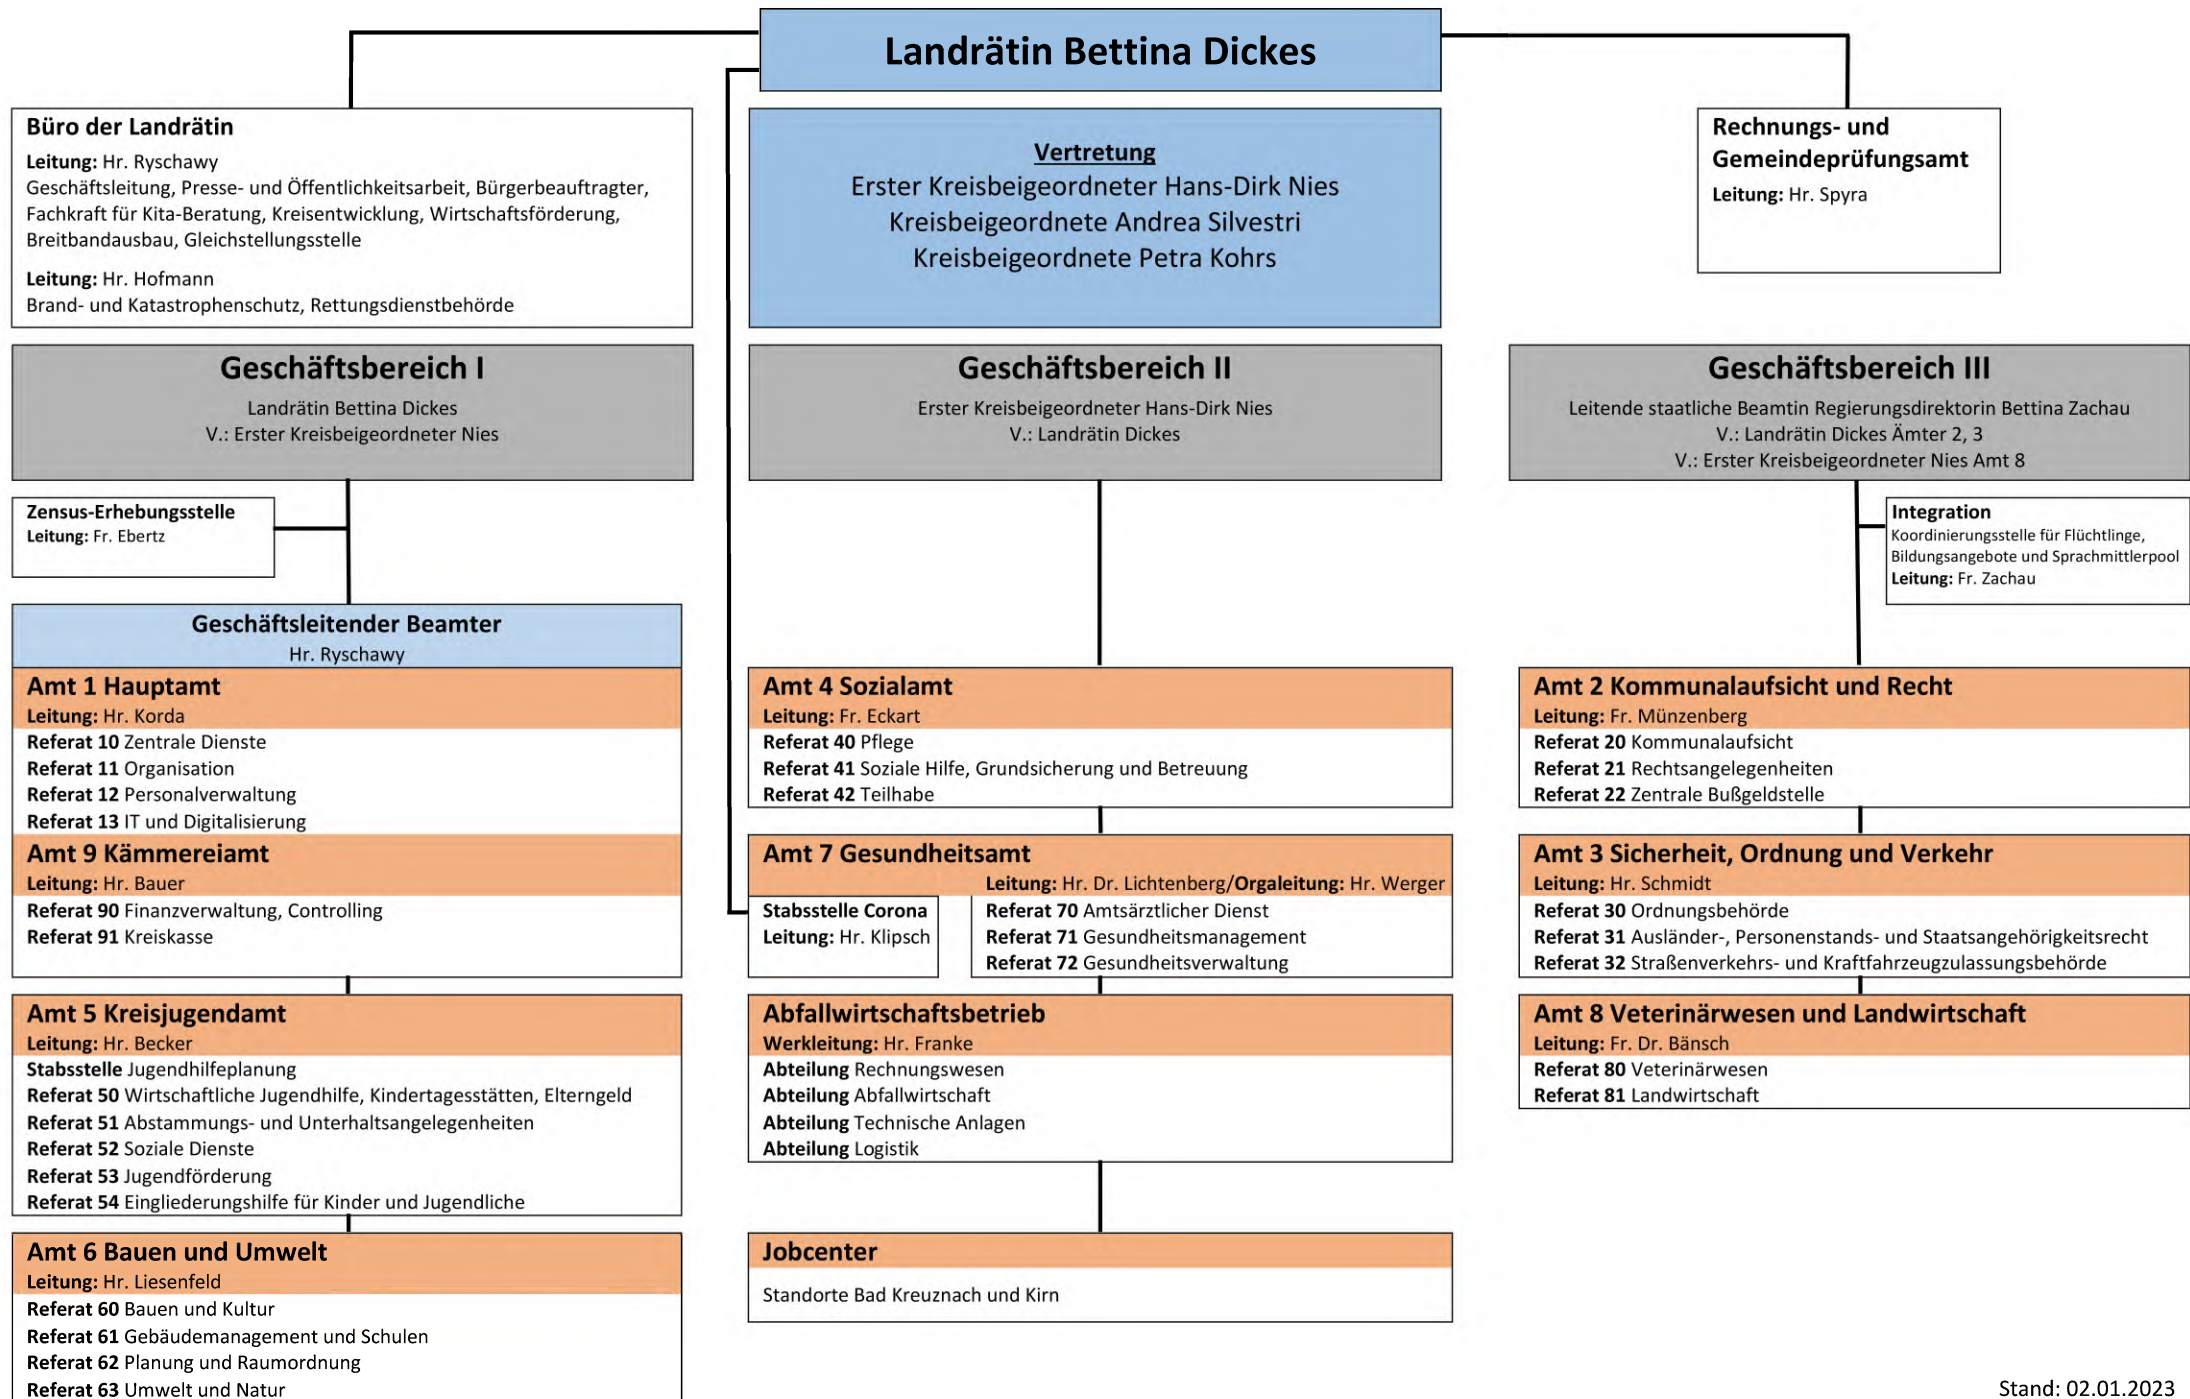 Landrätin Bettina Dickes
Büro der Landrätin
Leitung: Hr. Ryschawy
Geschäftsleitung, Presse- und Öffentlichkeitsarbeit, Bürgerbeauftragter,
Fachkraft für Kita-Beratung, Kreisentwicklung, Wirtschaftsförderung,
Breitbandausbau, Gleichstellungsstelle
Leitung: Hr. Hofmann
Brand- und Katastrophenschutz, Rettungsdienstbehörde
Vertretung
Erster Kreisbeigeordneter Hans-Dirk Nies
Kreisbeigeordnete Andrea Silvestri
Kreisbeigeordnete Petra Kohrs
Rechnungs- und
Gemeindeprüfungsamt
Leitung: Hr. Spyra
Geschäftsbereich I
Landrätin Bettina Dickes
V.: Erster Kreisbeigeordneter Nies
Zensus-Erhebungsstelle
Leitung: Fr. Ebertz
Geschäftsleitender Beamter
Hr. Ryschawy
Amt 1 Hauptamt
Leitung: Hr. Korda
Referat 10 Zentrale Dienste
Referat 11 Organisation
Referat 12 Personalverwaltung
Referat 13 IT und Digitalisierung
Amt 9 Kämmereiamt
Leitung: Hr. Bauer
Referat 90 Finanzverwaltung, Controlling
Referat 91 Kreiskasse
Amt 5 Kreisjugendamt
Leitung: Hr. Becker
Stabsstelle Jugendhilfeplanung
Referat 50 Wirtschaftliche Jugendhilfe, Kindertagesstätten, Elterngeld
Referat 51 Abstammungs- und Unterhaltsangelegenheiten
Referat 52 Soziale Dienste
Referat 53 Jugendförderung
Referat 54 Eingliederungshilfe für Kinder und Jugendliche
Amt 6 Bauen und Umwelt
Leitung: Hr. Liesenfeld
Referat 60 Bauen und Kultur
Referat 61 Gebäudemanagement und Schulen
Referat 62 Planung und Raumordnung
Referat 63 Umwelt und Natur
Geschäftsbereich II
Erster Kreisbeigeordneter Hans-Dirk Nies
V.: Landrätin Dickes
Amt 4 Sozialamt
Leitung: Fr. Eckart
Referat 40 Pflege
Referat 41 Soziale Hilfe, Grundsicherung und Betreuung
Referat 42 Teilhabe
Amt 7 Gesundheitsamt
Leitung: Hr. Dr. Lichtenberg/Orgaleitung: Hr. Werger
Stabsstelle Corona
Leitung: Hr. Klipsch
Referat 70 Amtsärztlicher Dienst
Referat 71 Gesundheitsmanagement
Referat 72 Gesundheitsverwaltung
Abfallwirtschaftsbetrieb
Werkleitung: Hr. Franke
Abteilung Rechnungswesen
Abteilung Abfallwirtschaft
Abteilung Technische Anlagen
Abteilung Logistik
Jobcenter
Standorte Bad Kreuznach und Kirn
Geschäftsbereich III
Leitende staatliche Beamtin Regierungsdirektorin Bettina Zachau
V.: Landrätin Dickes Ämter 2, 3
V.: Erster Kreisbeigeordneter Nies Amt 8
Integration
Koordinierungsstelle für Flüchtlinge,
Bildungsangebote und Sprachmittlerpool
Leitung: Fr. Zachau
Amt 2 Kommunalaufsicht und Recht
Leitung: Fr. Münzenberg
Referat 20 Kommunalaufsicht
Referat 21 Rechtsangelegenheiten
Referat 22 Zentrale Bußgeldstelle
Amt 3 Sicherheit, Ordnung und Verkehr
Leitung: Hr. Schmidt
Referat 30 Ordnungsbehörde
Referat 31 Ausländer-, Personenstands- und Staatsangehörigkeitsrecht
Referat 32 Straßenverkehrs- und Kraftfahrzeugzulassungsbehörde
Amt 8 Veterinärwesen und Landwirtschaft
Leitung: Fr. Dr. Bänsch
Referat 80 Veterinärwesen
Referat 81 Landwirtschaft
Stand: 02.01.2023